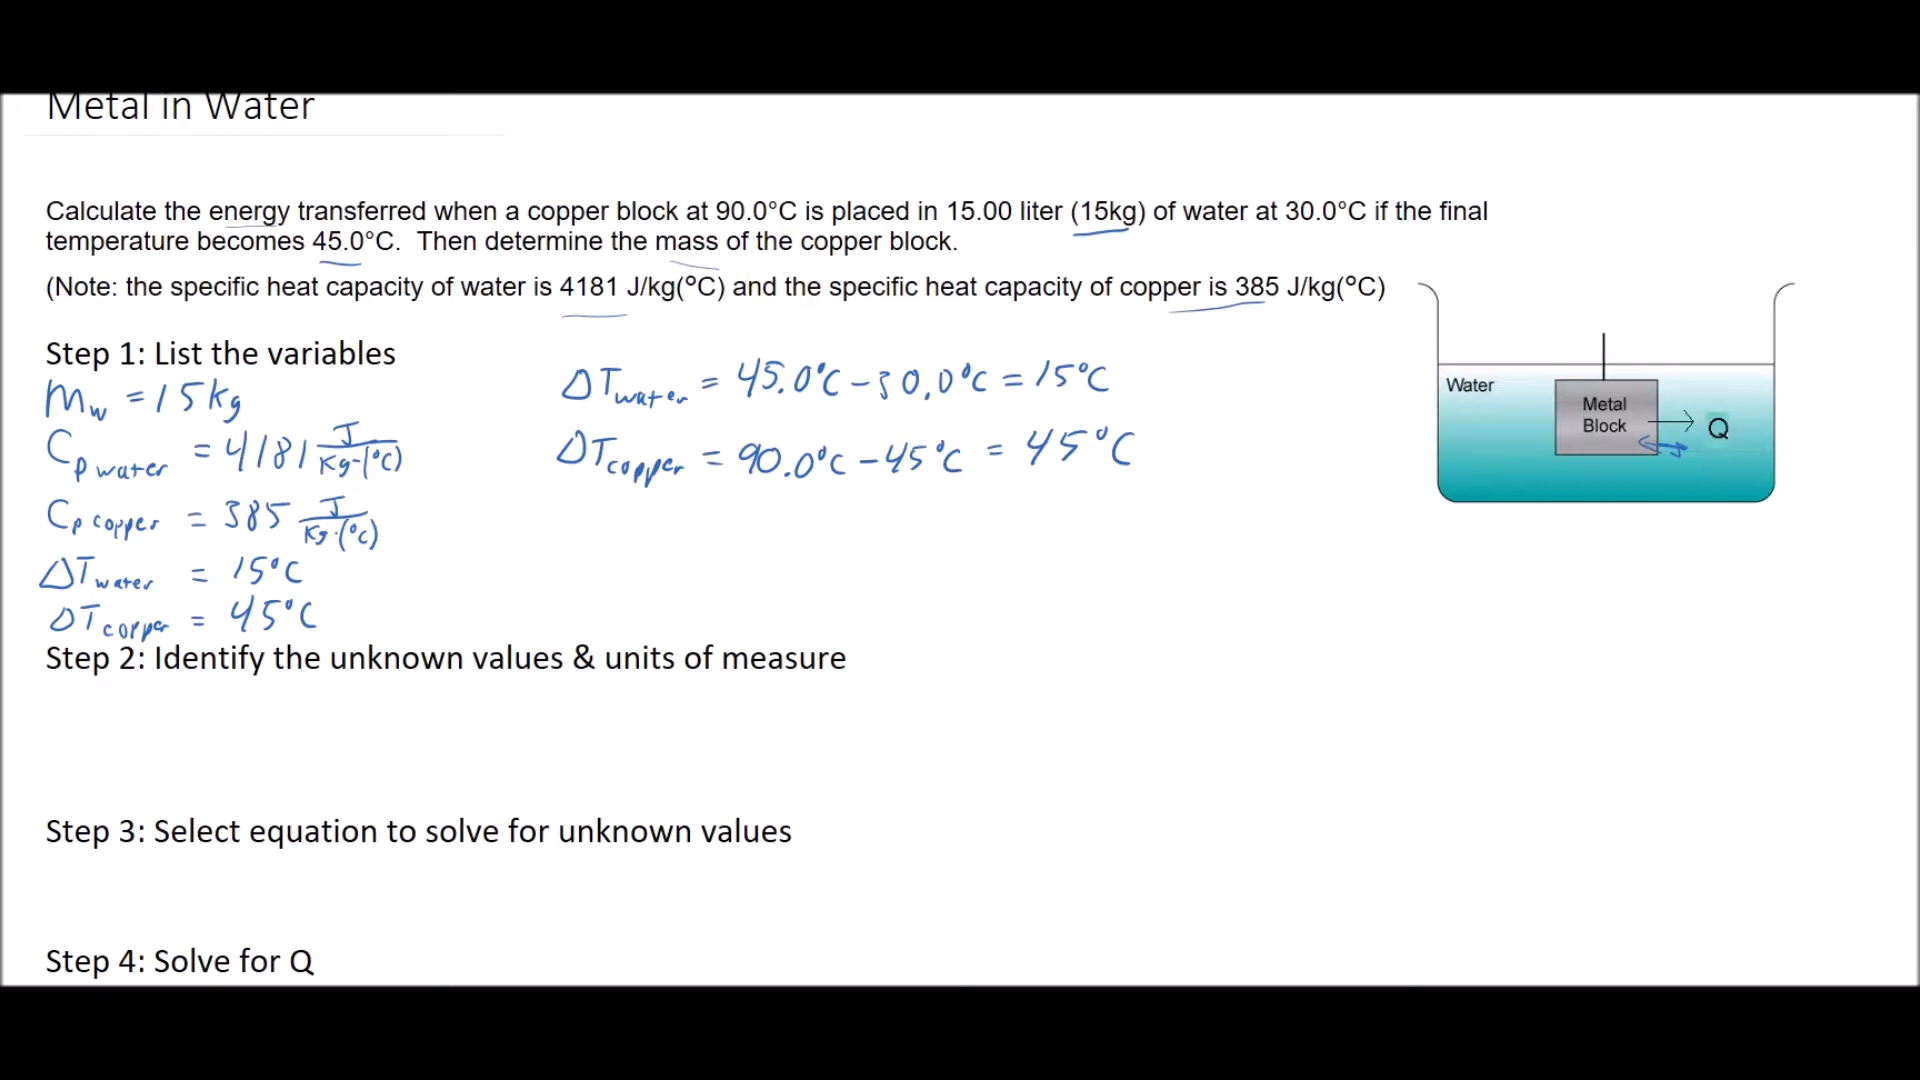 Metal in Water
Calculate the energy transferred when a copper block at 90.0°C is placed in 15.00 liter (15kg) of water at 30.0°C if the final
temperature becomes 45.0°C. Then determine the mass of the copper block.
(Note: the specific heat capacity of water is 4181 J/kg(°C) and the specific heat capacity of copper is 385 J/kg(°C)
Step 1: List the variables
mw = 15 kg
Cp water = 4181 J/Kg·(°C)
Cp copper = 385 J/Kg·(°C)
ΔTwater = 15°C
ΔTcopper = 45°C
ΔTwater = 45.0°C - 30.0°C = 15°C
ΔTcopper = 90.0°C - 45°C = 45°C
Water
Metal
Block
Q
Step 2: Identify the unknown values & units of measure
Step 3: Select equation to solve for unknown values
Step 4: Solve for Q